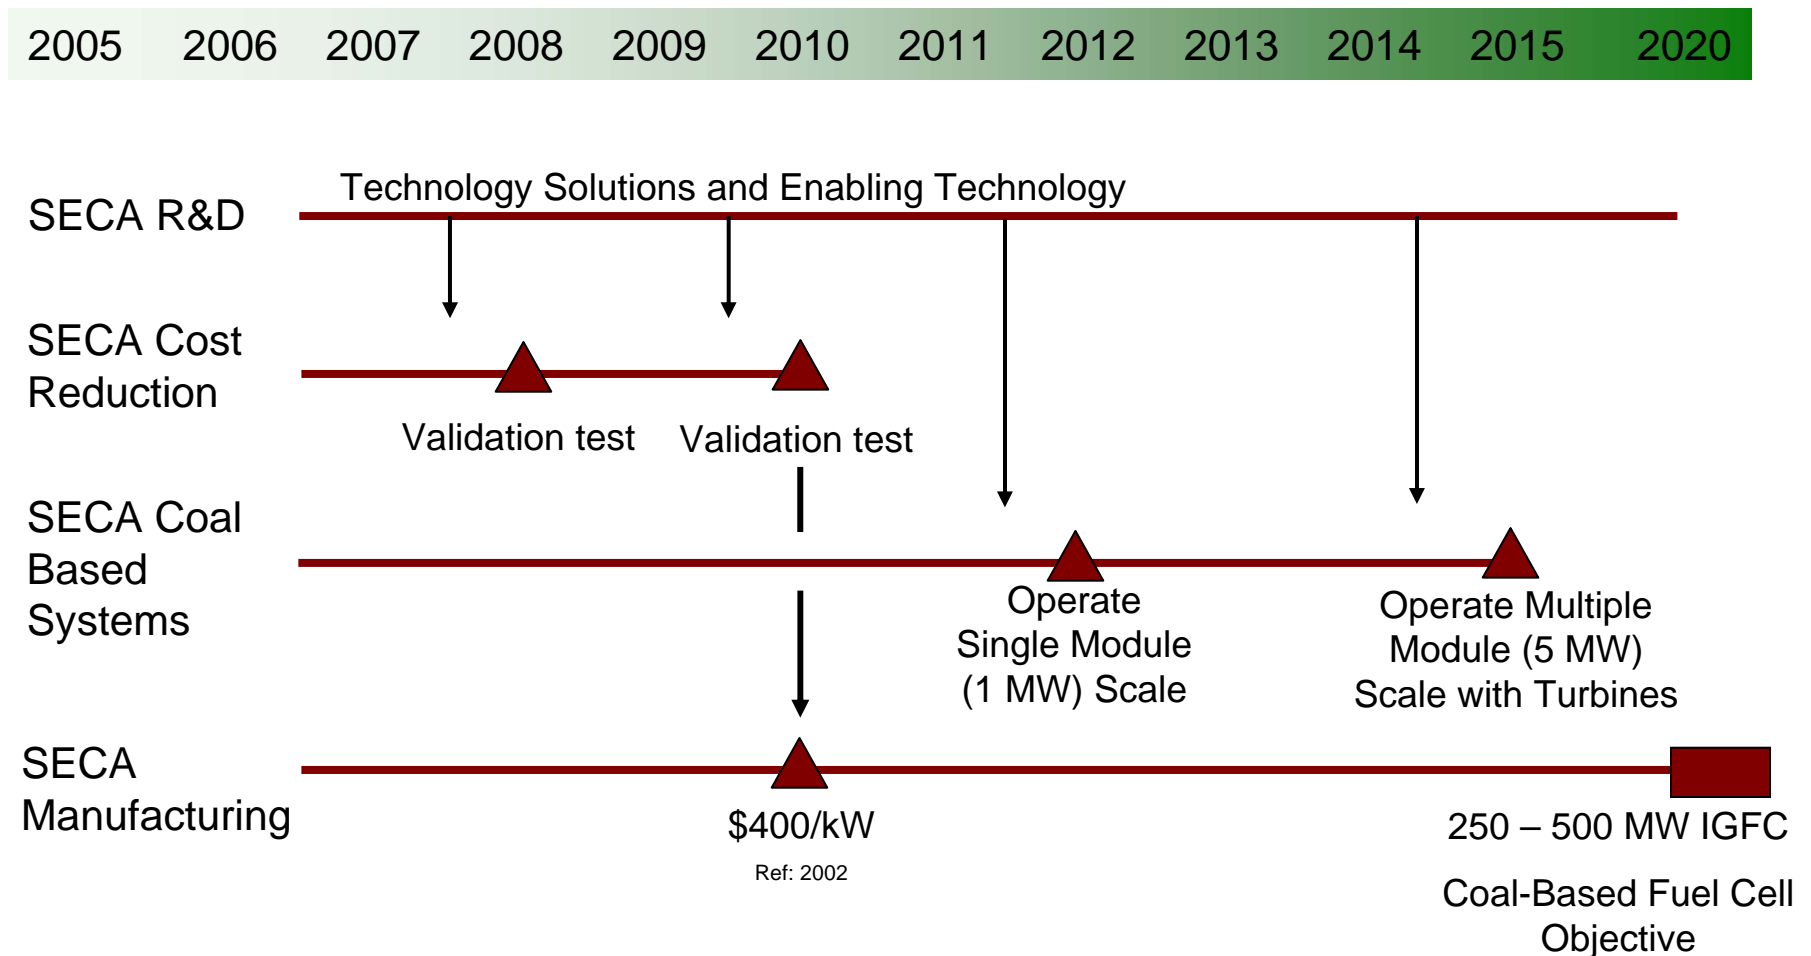 2005 2006 2007 2008 2009 2010 2011 2012 2013 2014 2015 2020
Technology Solutions and Enabling Technology
SECA R&D
SECA Cost
Reduction
Validation test
Validation test
SECA Coal
Based
Systems
Operate
Single Module
(1 MW) Scale
Operate Multiple
Module (5 MW)
Scale with Turbines
SECA
Manufacturing
$400/kW
Ref: 2002
250 – 500 MW IGFC
Coal-Based Fuel Cell
Objective